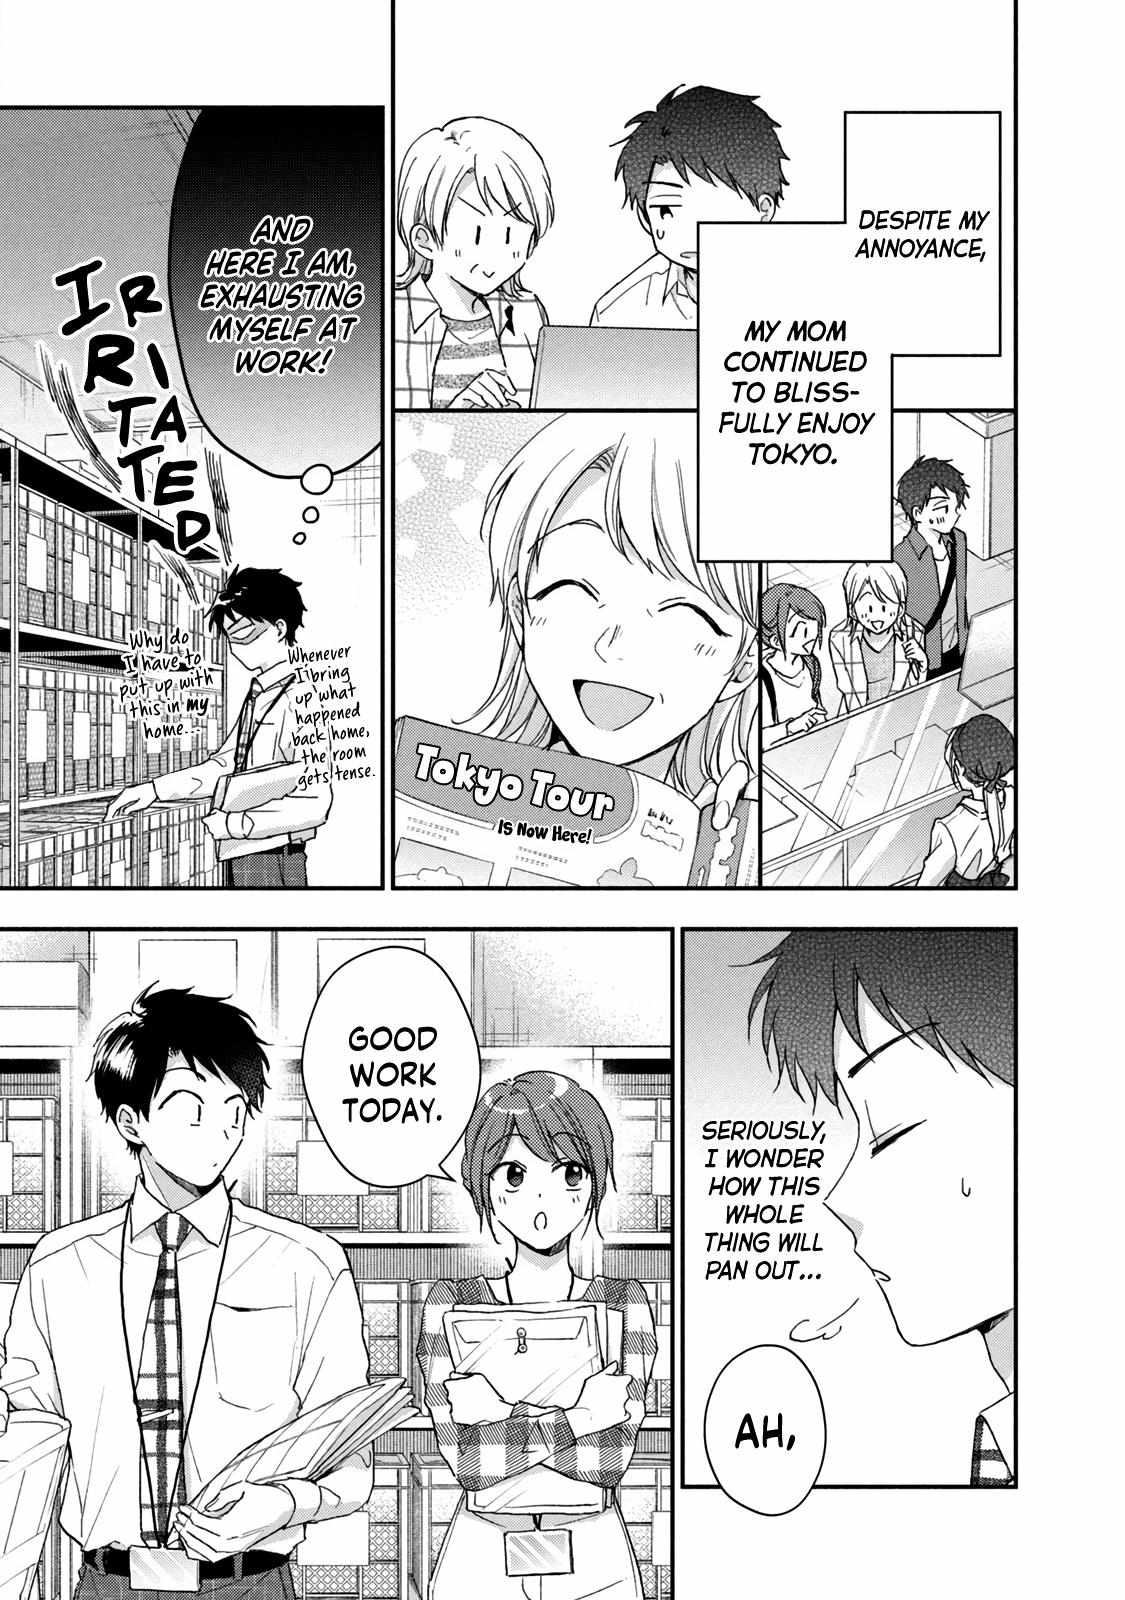 DESPITE MY
ANNOYANCE,
MY MOM
CONTINUED
TO BLISS-
FULLY ENJOY
TOKYO.
Tokyo Tour
Is Now Here!
AND
HERE I AM,
EXHAUSTING
MYSELF AT
WORK!
IRRITATED
Whenever
I bring
up what
happened
back home,
the room
gets tense.
Why do
I have to
put up with
this in my
home...
SERIOUSLY,
I WONDER
HOW THIS
WHOLE
THING WILL
PAN OUT...
AH,
GOOD
WORK
TODAY.